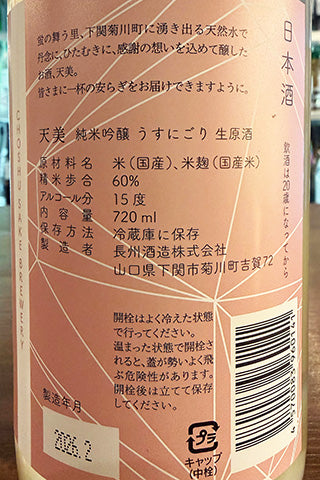 日本酒
飲酒は20歳になってから
蛍の舞う里、下関菊川町に湧き出る天然水で
丹念に、ひたむきに、感謝の想いを込めて醸した
お酒、天美。
皆さまに一杯の安らぎをお届けできますように。
天美 純米吟醸 うすにごり 生原酒
原材料名 米(国産)、米麹(国産米)
精米歩合 60%
アルコール分 15度
内容量 720ml
保存方法 冷蔵庫に保存
製造者 長州酒造株式会社
山口県下関市菊川町吉賀72
開栓はよく冷えた状態
で行ってください。
温まった状態で開栓さ
れると、蓋が勢いよく飛
ぶ危険性があります。
開栓後は立てて保存
してください。
製造年月
2026.2
プラ
キャップ
(中栓)
CHOSHU SAKE BREWERY